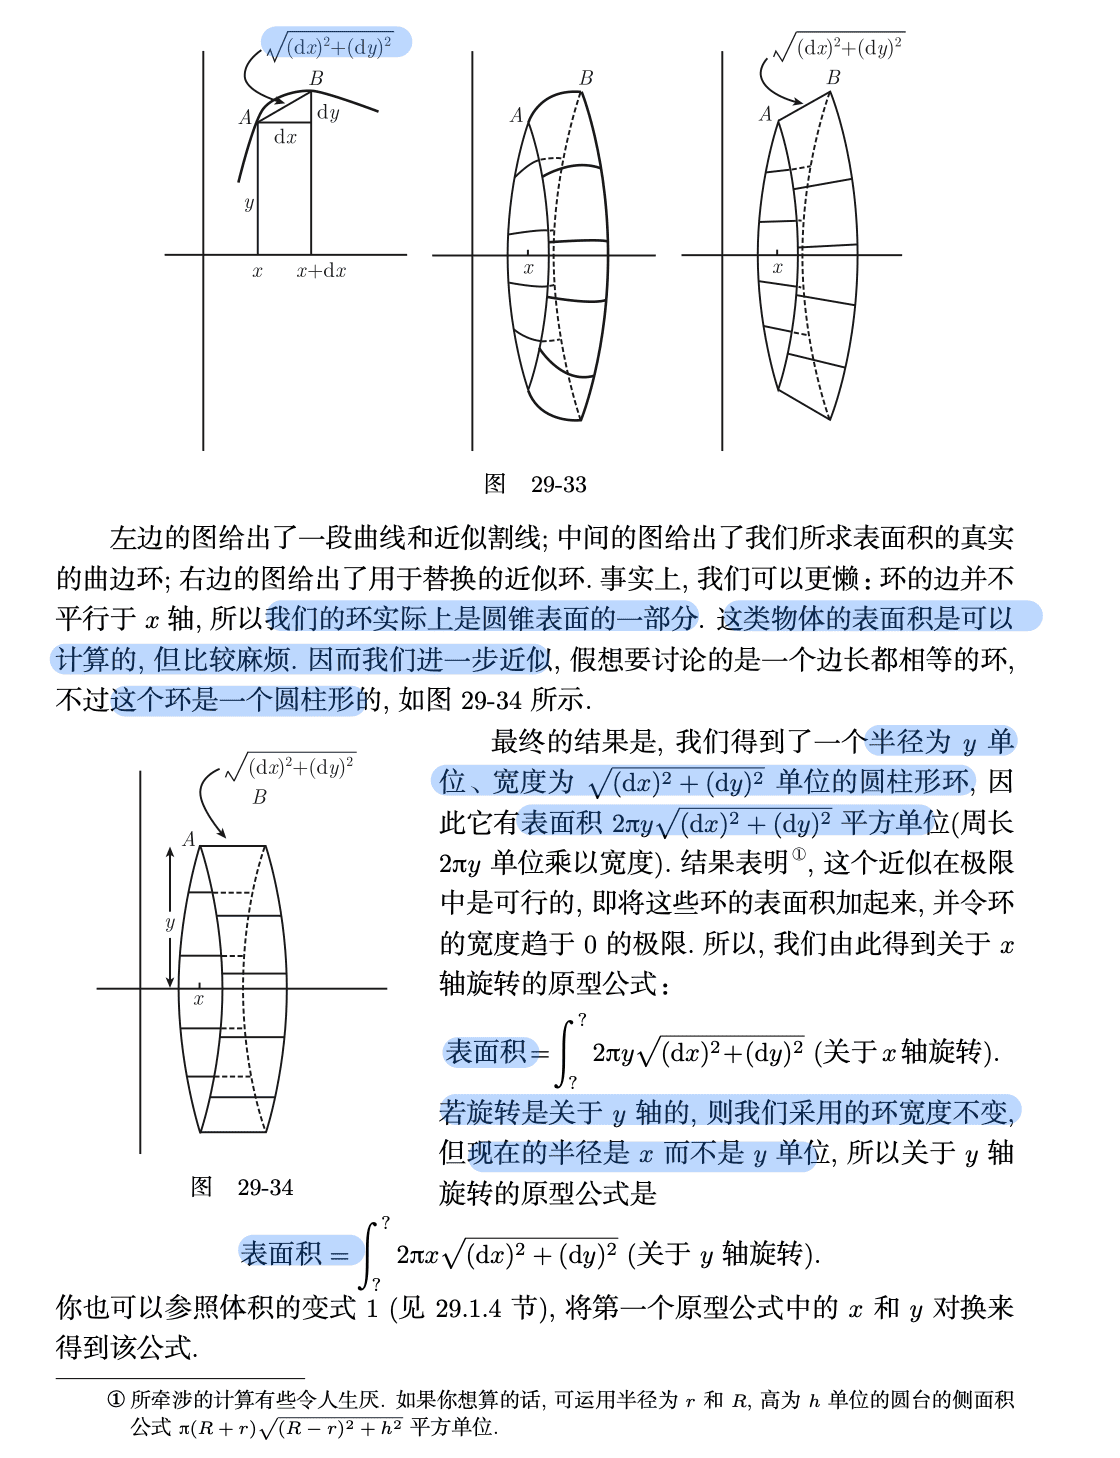 √(dx)²+(dy)²
B
A
dy
dx
y
x
x+dx
B
A
x
√(dx)²+(dy)²
B
A
x
图 29-33
左边的图给出了一段曲线和近似割线; 中间的图给出了我们所求表面积的真实
的曲边环; 右边的图给出了用于替换的近似环. 事实上, 我们可以更懒: 环的边并不
平行于 x 轴, 所以我们的环实际上是圆锥表面的一部分. 这类物体的表面积是可以
计算的, 但比较麻烦. 因而我们进一步近似, 假想要讨论的是一个边长都相等的环,
不过这个环是一个圆柱形的, 如图 29-34 所示.
√(dx)²+(dy)²
B
A
y
x
图 29-34
最终的结果是, 我们得到了一个半径为 y 单
位、宽度为 √(dx)² + (dy)² 单位的圆柱形环, 因
此它有表面积 2πy√(dx)² + (dy)² 平方单位(周长
2πy 单位乘以宽度). 结果表明①, 这个近似在极限
中是可行的, 即将这些环的表面积加起来, 并令环
的宽度趋于 0 的极限. 所以, 我们由此得到关于 x
轴旋转的原型公式:
表面积=∫?? 2πy√(dx)²+(dy)² (关于 x 轴旋转).
若旋转是关于 y 轴的, 则我们采用的环宽度不变,
但现在的半径是 x 而不是 y 单位, 所以关于 y 轴
旋转的原型公式是
表面积 = ∫?? 2πx√(dx)² + (dy)² (关于 y 轴旋转).
你也可以参照体积的变式 1 (见 29.1.4 节), 将第一个原型公式中的 x 和 y 对换来
得到该公式.
① 所牵涉的计算有些令人生厌. 如果你想算的话, 可运用半径为 r 和 R, 高为 h 单位的圆台的侧面积
公式 π(R + r)√(R − r)² + h² 平方单位.